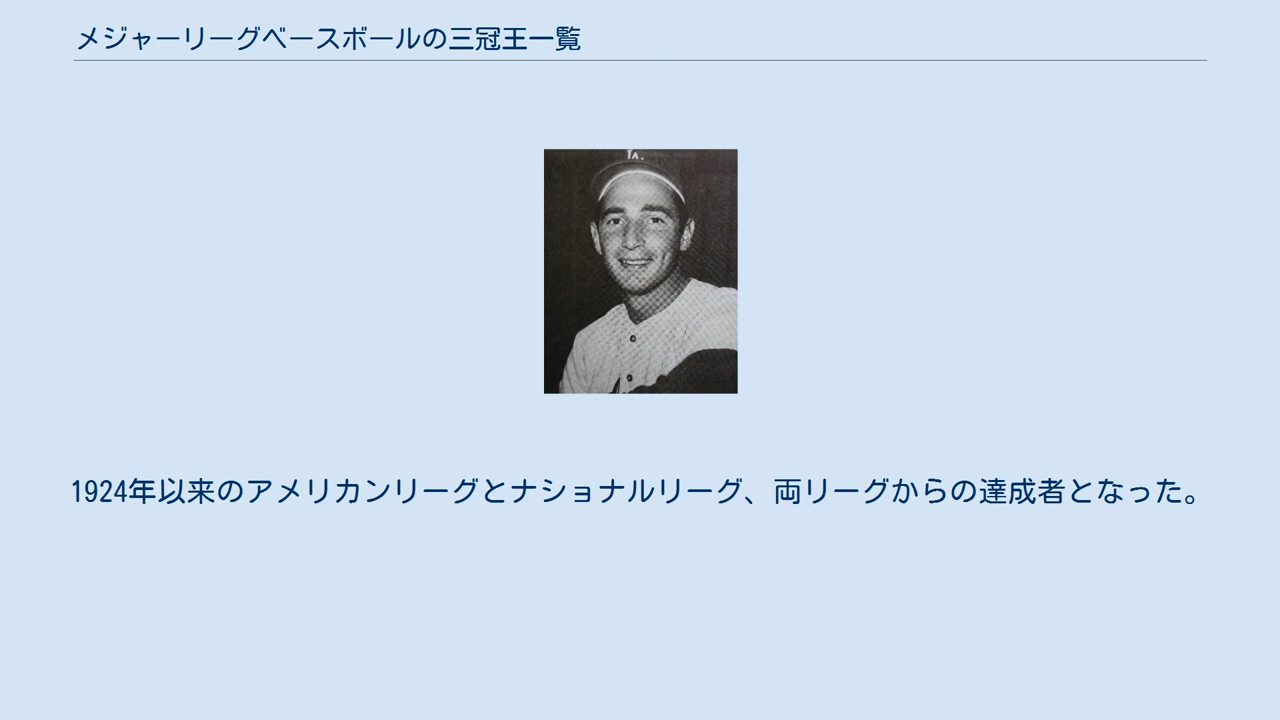 メジャーリーグベースボールの三冠王一覧
1924年以来のアメリカンリーグとナショナルリーグ、両リーグからの達成者となった。